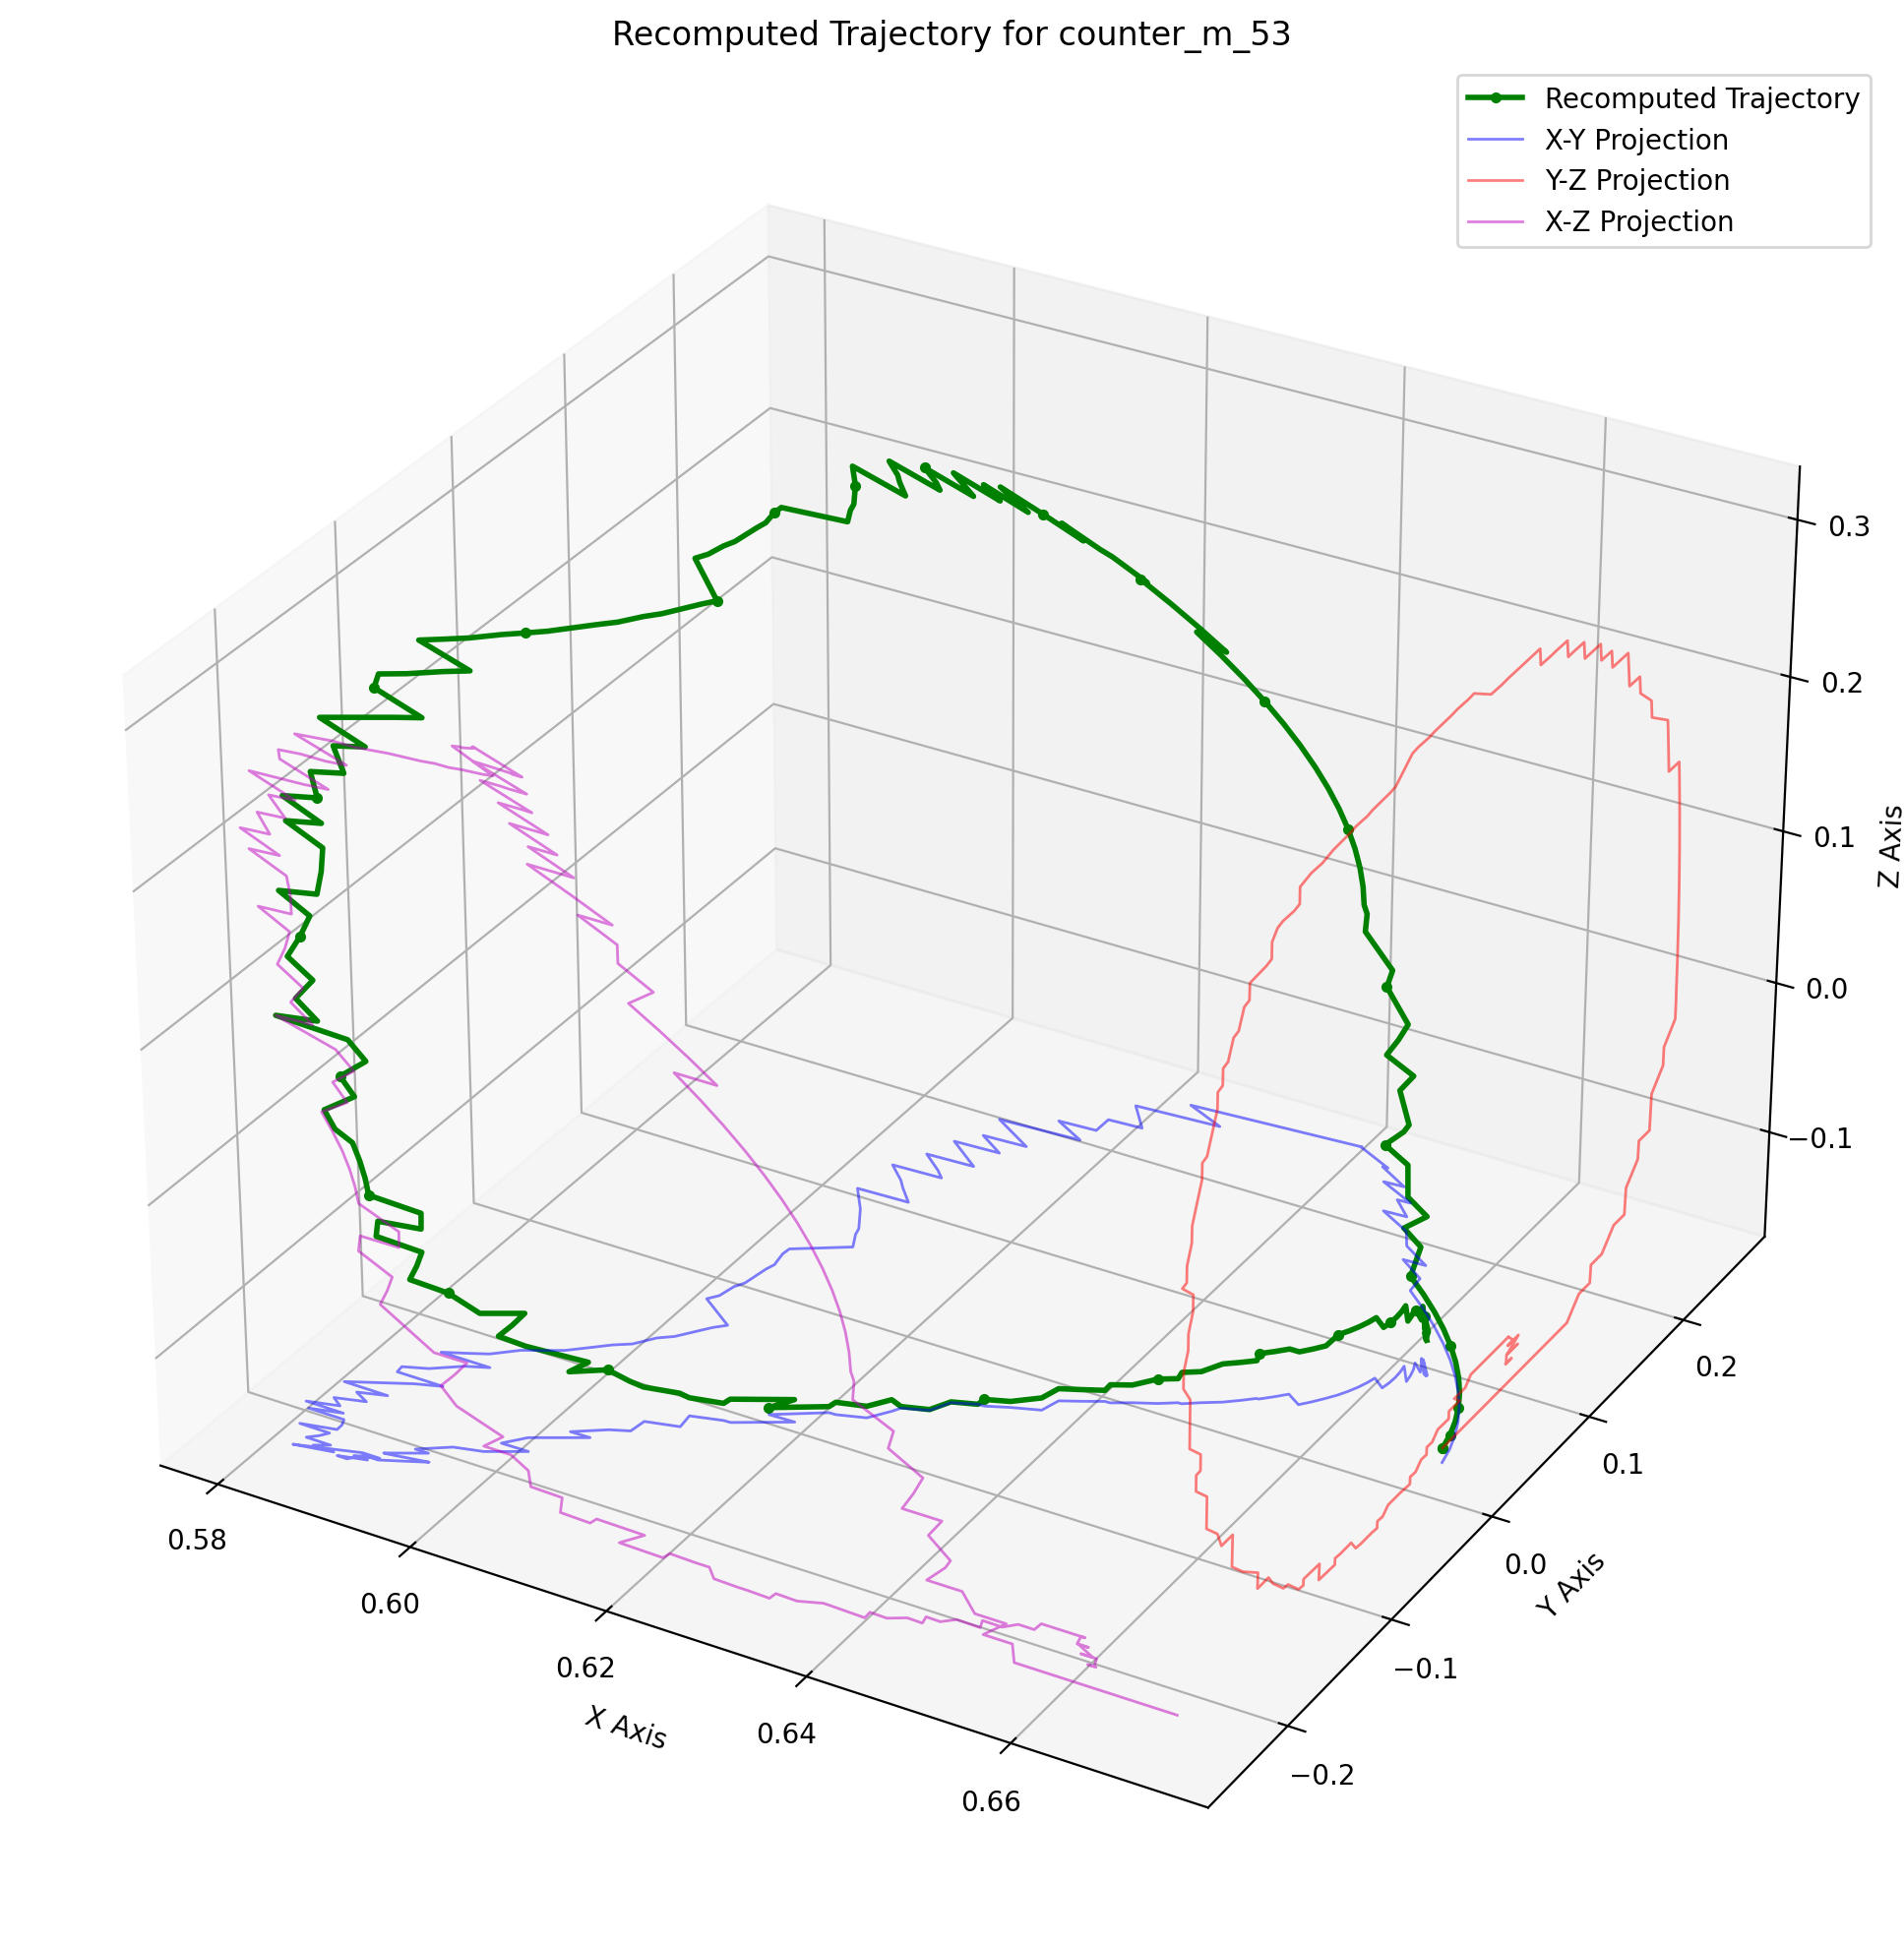 Recomputed Trajectory for counter_m_53
Recomputed Trajectory
X-Y Projection
Y-Z Projection
X-Z Projection
0.3
0.2
0.1
0.0
−0.1
Z Axis
0.2
0.1
0.0
−0.1
−0.2
Y Axis
0.58
0.60
0.62
0.64
0.66
X Axis